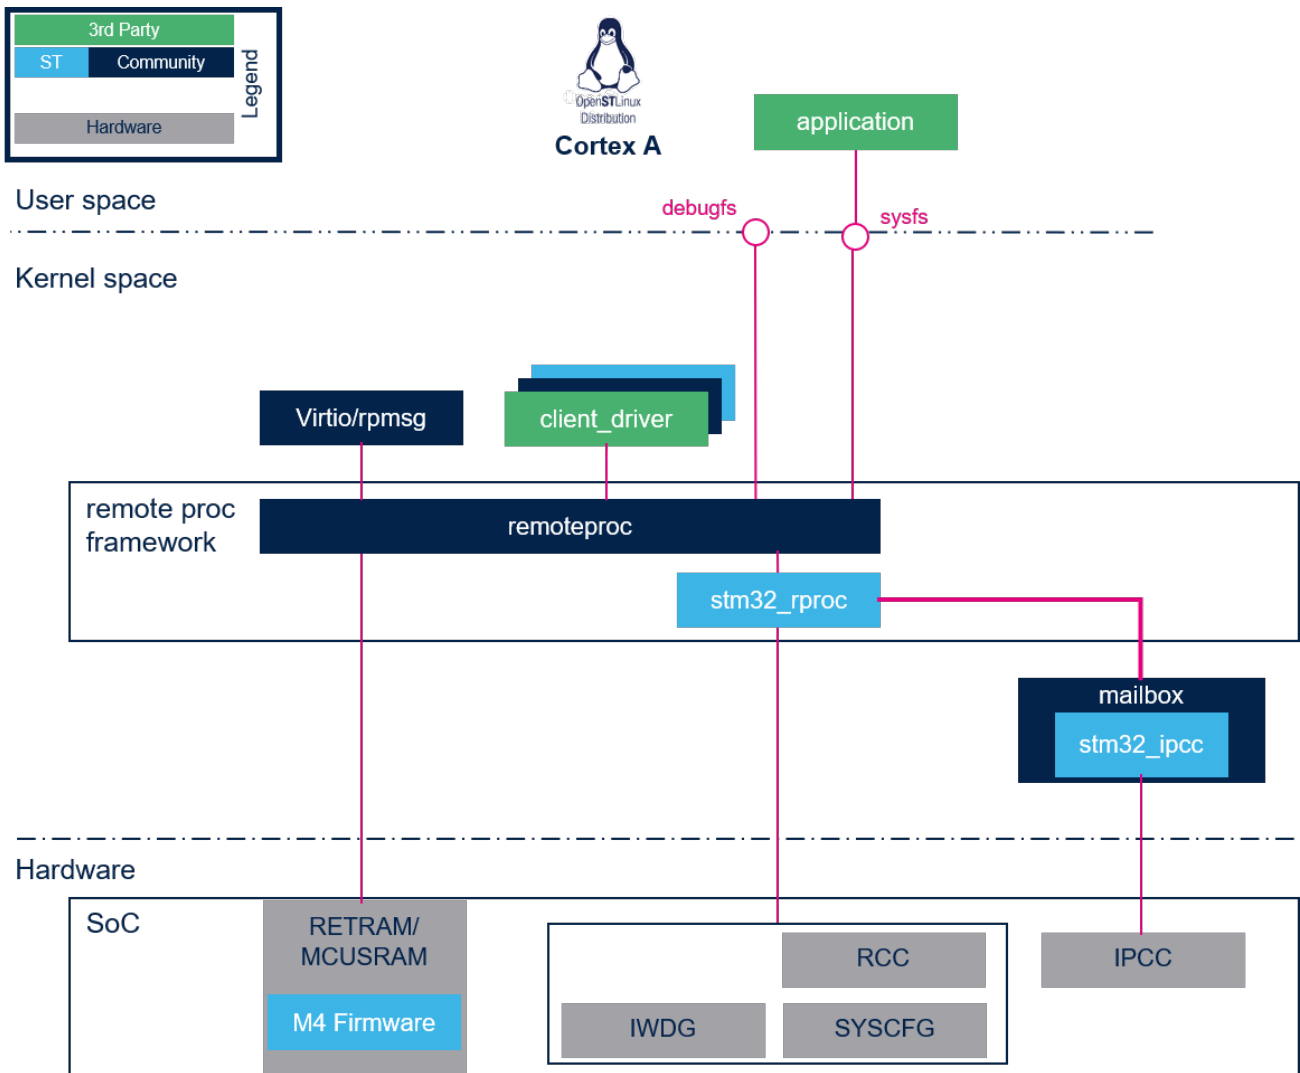 3rd Party
ST
Community
Legend
Hardware
OpenSTLinux
Distribution
Cortex A
application
User space
debugfs
sysfs
Kernel space
Virtio/rpmsg
client_driver
remote proc
framework
remoteproc
stm32_rproc
mailbox
stm32_ipcc
Hardware
SoC
RETRAM/
MCUSRAM
M4 Firmware
RCC
IWDG
SYSCFG
IPCC